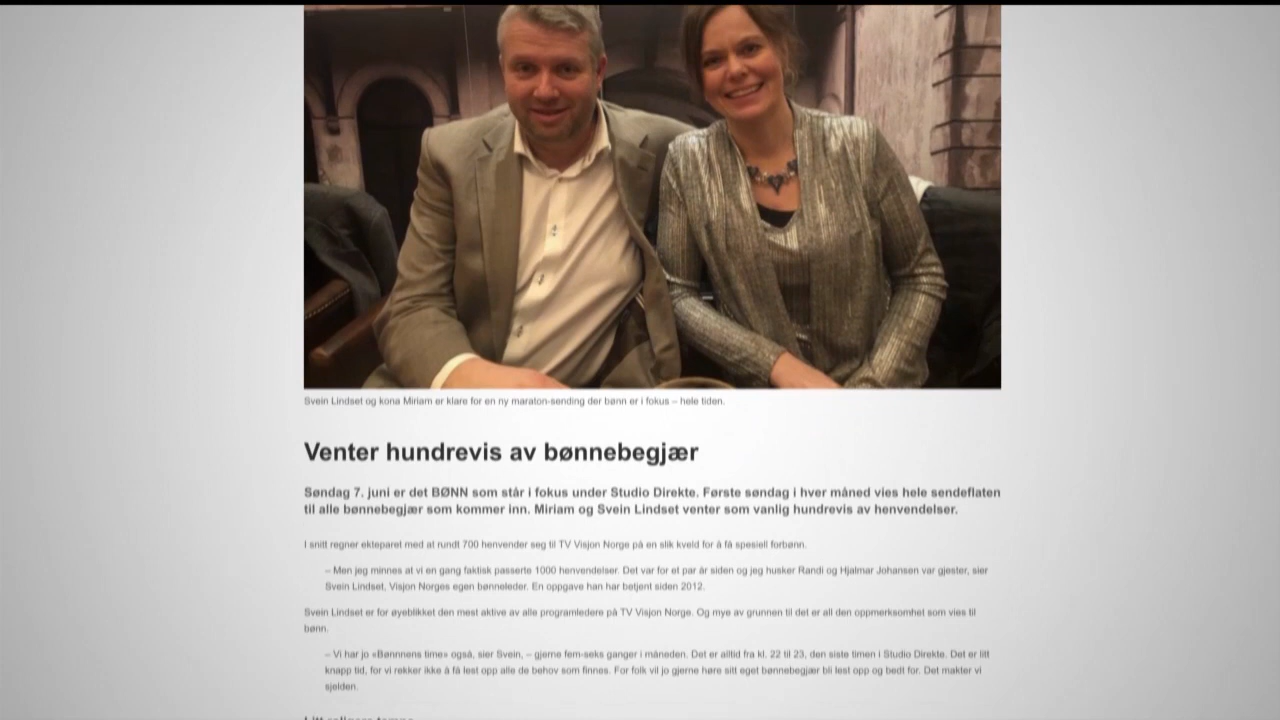 Svein Lindset og kona Miriam er klare for en ny maraton-sending der bønn er i fokus – hele tiden.
Venter hundrevis av bønnebegjær
Søndag 7. juni er det BØNN som står i fokus under Studio Direkte. Første søndag i hver måned vies hele sendeflaten
til alle bønnebegjær som kommer inn. Miriam og Svein Lindset venter som vanlig hundrevis av henvendelser.
I snitt regner ekteparet med at rundt 700 henvender seg til TV Visjon Norge på en slik kveld for å få spesiell forbønn.
– Men jeg minnes at vi en gang faktisk passerte 1000 henvendelser. Det var for et par år siden og jeg husker Randi og Hjalmar Johansen var gjester, sier
Svein Lindset, Visjon Norges egen bønneleder. En oppgave han har betjent siden 2012.
Svein Lindset er for øyeblikket den mest aktive av alle programledere på TV Visjon Norge. Og mye av grunnen til det er all den oppmerksomhet som vies til
bønn.
– Vi har jo «Bønnnens time» også, sier Svein, – gjerne fem-seks ganger i måneden. Det er alltid fra kl. 22 til 23, den siste timen i Studio Direkte. Det er litt
knapp tid, for vi rekker ikke å få lest opp alle de behov som finnes. For folk vil jo gjerne høre sitt eget bønnebegjær bli lest opp og bedt for. Det makter vi
sjelden.